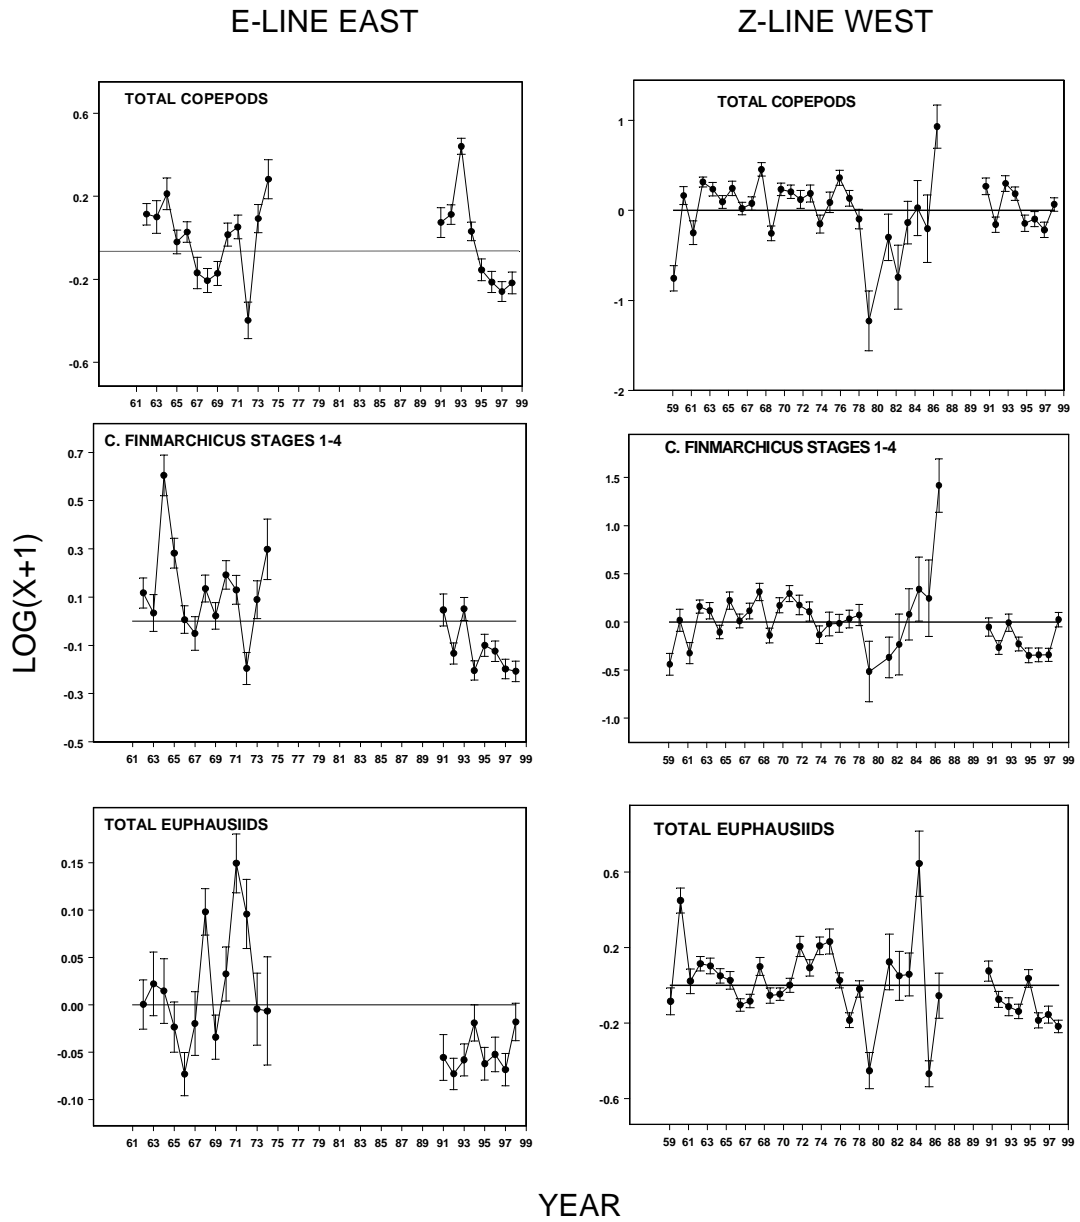 E-LINE EAST
Z-LINE WEST
TOTAL COPEPODS
0.6
0.2
-0.2
-0.6
61 63 65 67 69 71 73 75 77 79 81 83 85 87 89 91 93 95 97 99
TOTAL COPEPODS
1
0
-1
-2
59 61 63 65 67 68 70 72 74 76 78 80 82 84 86 88 89 91 93 95 97 99
LOG(X+1)
C. FINMARCHICUS STAGES 1-4
0.7
0.5
0.3
0.1
-0.1
-0.3
-0.5
61 63 65 67 69 71 73 75 77 79 81 83 85 87 89 91 93 95 97 99
C. FINMARCHICUS STAGES 1-4
1.5
1.0
0.5
0.0
-0.5
-1.0
59 61 63 65 67 68 70 72 74 76 78 80 82 84 86 88 89 91 93 95 97 99
TOTAL EUPHAUSIIDS
0.15
0.10
0.05
0.00
-0.05
-0.10
61 63 65 67 69 71 73 75 77 79 81 83 85 87 89 91 93 95 97 99
TOTAL EUPHAUSIIDS
0.6
0.2
-0.2
-0.6
59 61 63 65 67 68 70 72 74 76 78 80 82 84 86 88 89 91 93 95 97 99
YEAR